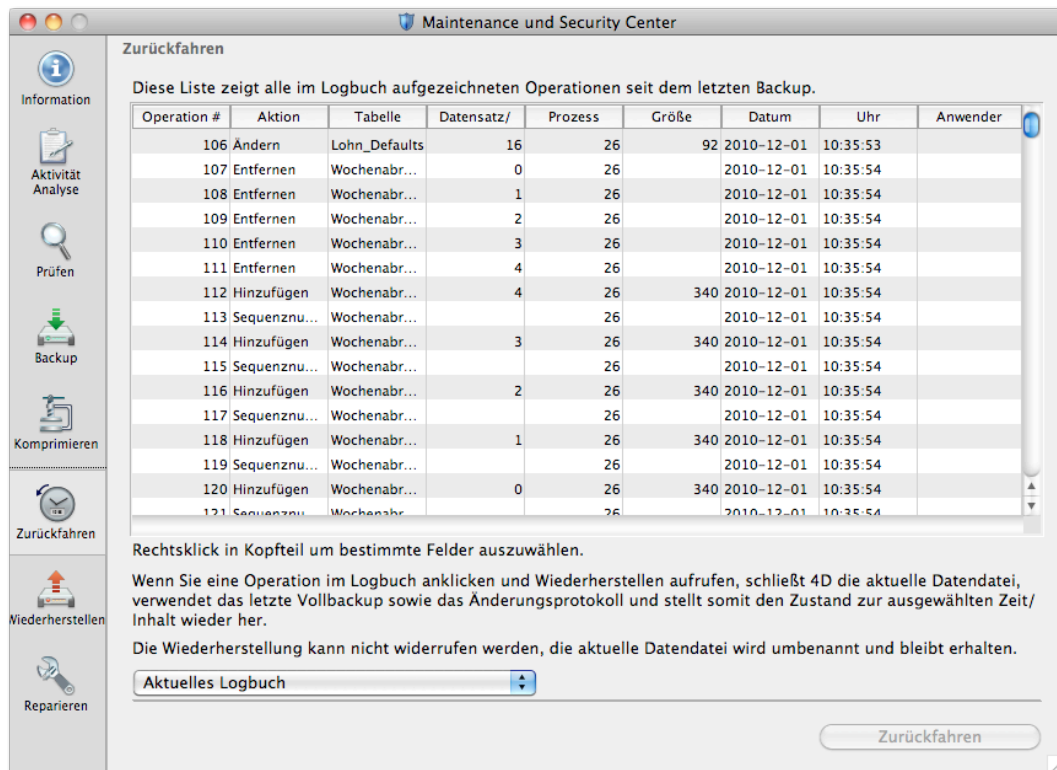 Maintenance und Security Center
Information
Aktivität
Analyse
Prüfen
Backup
Komprimieren
Zurückfahren
Wiederherstellen
Reparieren
Zurückfahren
Diese Liste zeigt alle im Logbuch aufgezeichneten Operationen seit dem letzten Backup.
Operation # Aktion Tabelle Datensatz/ Prozess Größe Datum Uhr Anwender
106 Ändern Lohn_Defaults 16 26 92 2010-12-01 10:35:53
107 Entfernen Wochenabr... 0 26 2010-12-01 10:35:54
108 Entfernen Wochenabr... 1 26 2010-12-01 10:35:54
109 Entfernen Wochenabr... 2 26 2010-12-01 10:35:54
110 Entfernen Wochenabr... 3 26 2010-12-01 10:35:54
111 Entfernen Wochenabr... 4 26 2010-12-01 10:35:54
112 Hinzufügen Wochenabr... 4 26 340 2010-12-01 10:35:54
113 Sequenznu... Wochenabr... 26 2010-12-01 10:35:54
114 Hinzufügen Wochenabr... 3 26 340 2010-12-01 10:35:54
115 Sequenznu... Wochenabr... 26 2010-12-01 10:35:54
116 Hinzufügen Wochenabr... 2 26 340 2010-12-01 10:35:54
117 Sequenznu... Wochenabr... 26 2010-12-01 10:35:54
118 Hinzufügen Wochenabr... 1 26 340 2010-12-01 10:35:54
119 Sequenznu... Wochenabr... 26 2010-12-01 10:35:54
120 Hinzufügen Wochenabr... 0 26 340 2010-12-01 10:35:54
121 Sequenznu... Wochenabr... 26 2010-12-01 10:35:54
Rechtsklick in Kopfteil um bestimmte Felder auszuwählen.
Wenn Sie eine Operation im Logbuch anklicken und Wiederherstellen aufrufen, schließt 4D die aktuelle Datendatei,
verwendet das letzte Vollbackup sowie das Änderungsprotokoll und stellt somit den Zustand zur ausgewählten Zeit/
Inhalt wieder her.
Die Wiederherstellung kann nicht widerrufen werden, die aktuelle Datendatei wird umbenannt und bleibt erhalten.
Aktuelles Logbuch
Zurückfahren